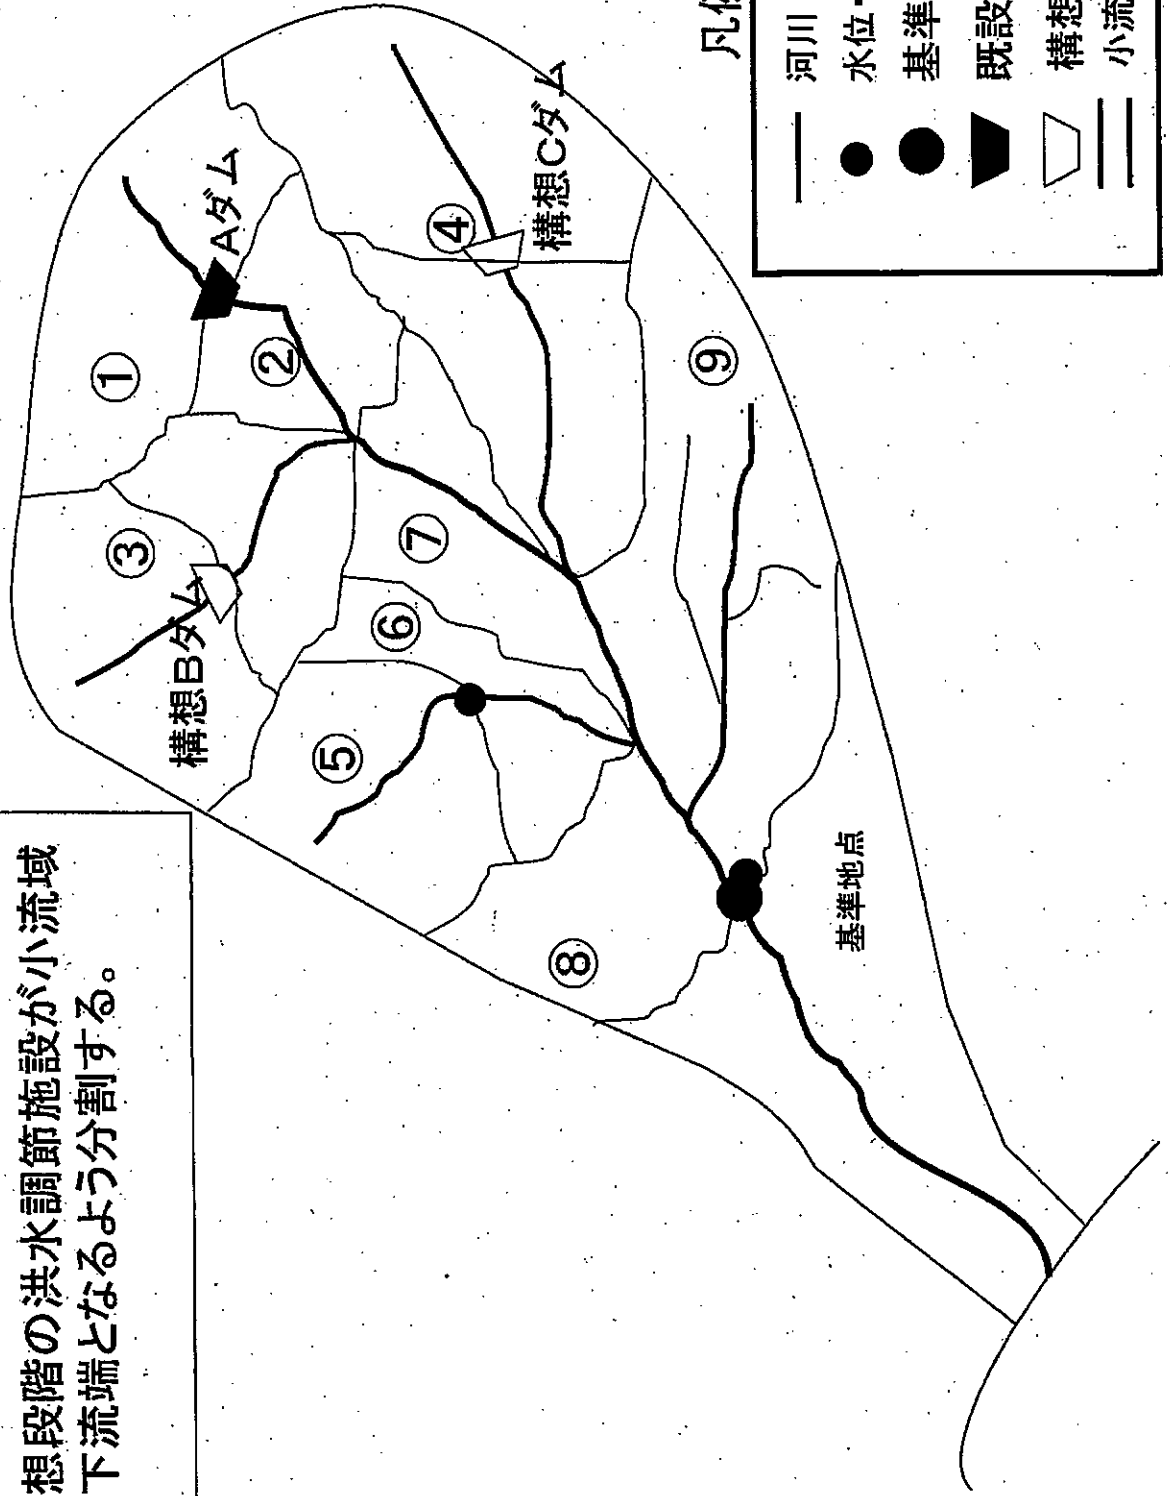 想段階の洪水調節施設が小流域
下流端となるよう分割する。
①
②
③
④
⑤
⑥
⑦
⑧
⑨
Aダム
構想Bダム
構想Cダム
基準地点
河川
水位・
基準
既設
構想
小流